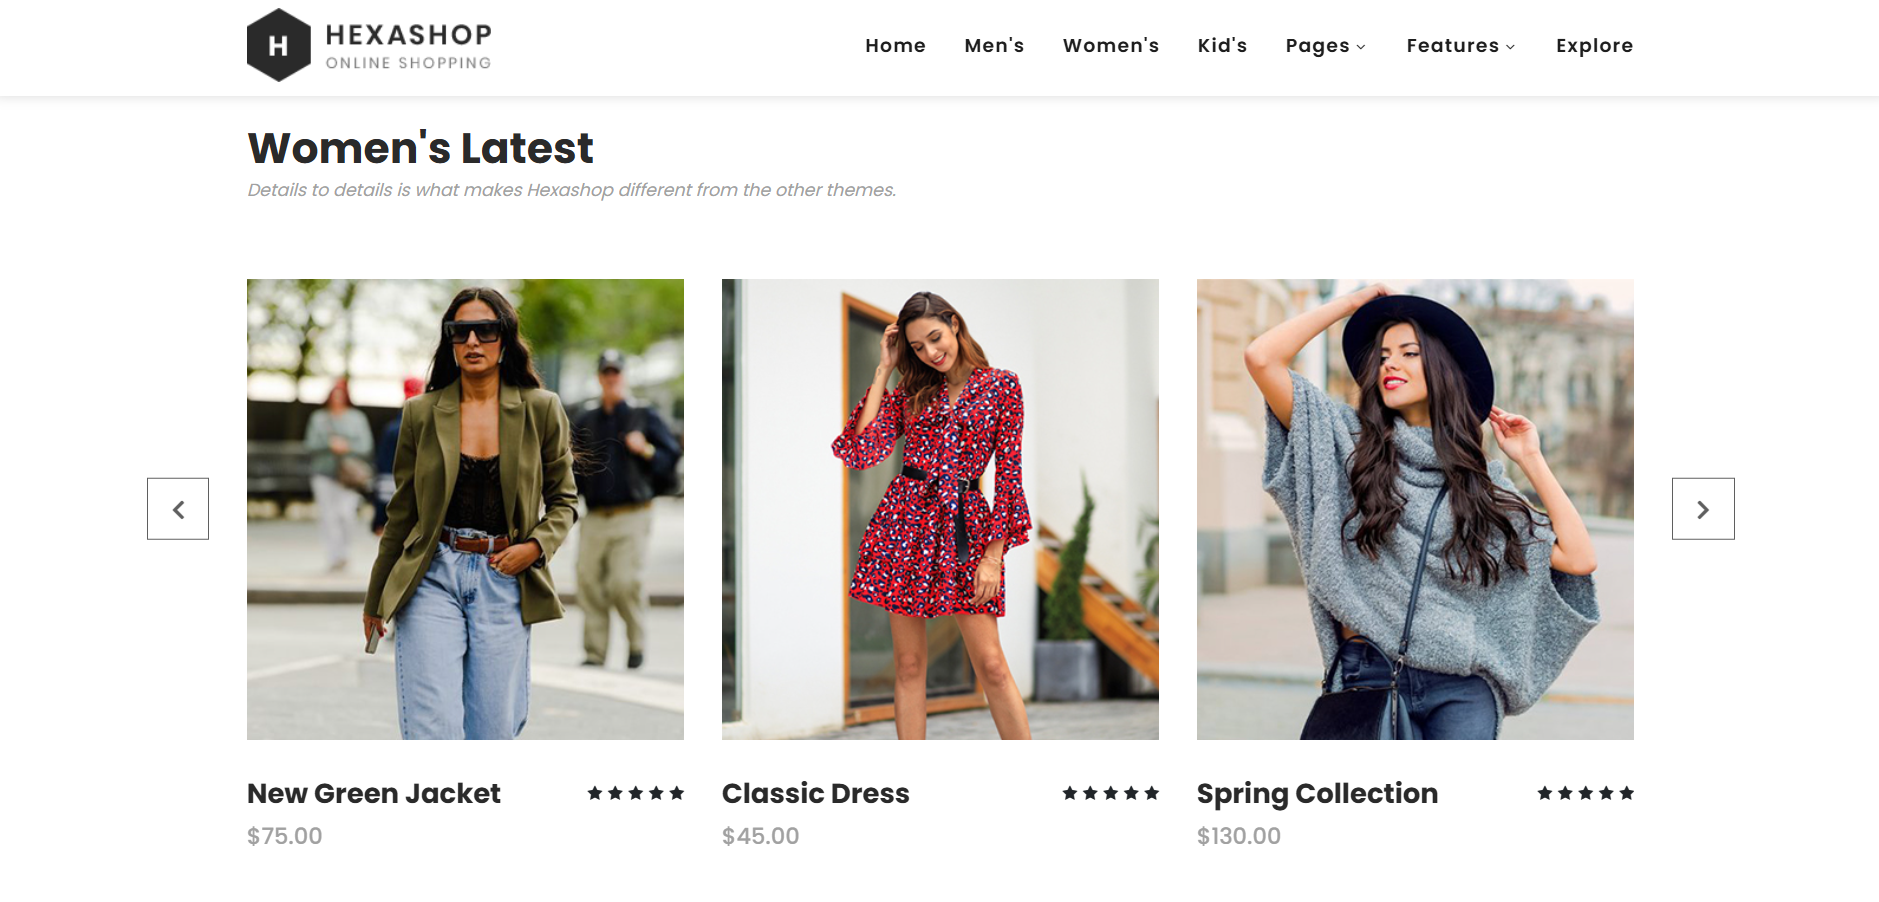 H
HEXASHOP
ONLINE SHOPPING
Home Men's Women's Kid's Pages Features Explore
Women's Latest
Details to details is what makes Hexashop different from the other themes.
New Green Jacket
$75.00
Classic Dress
$45.00
Spring Collection
$130.00